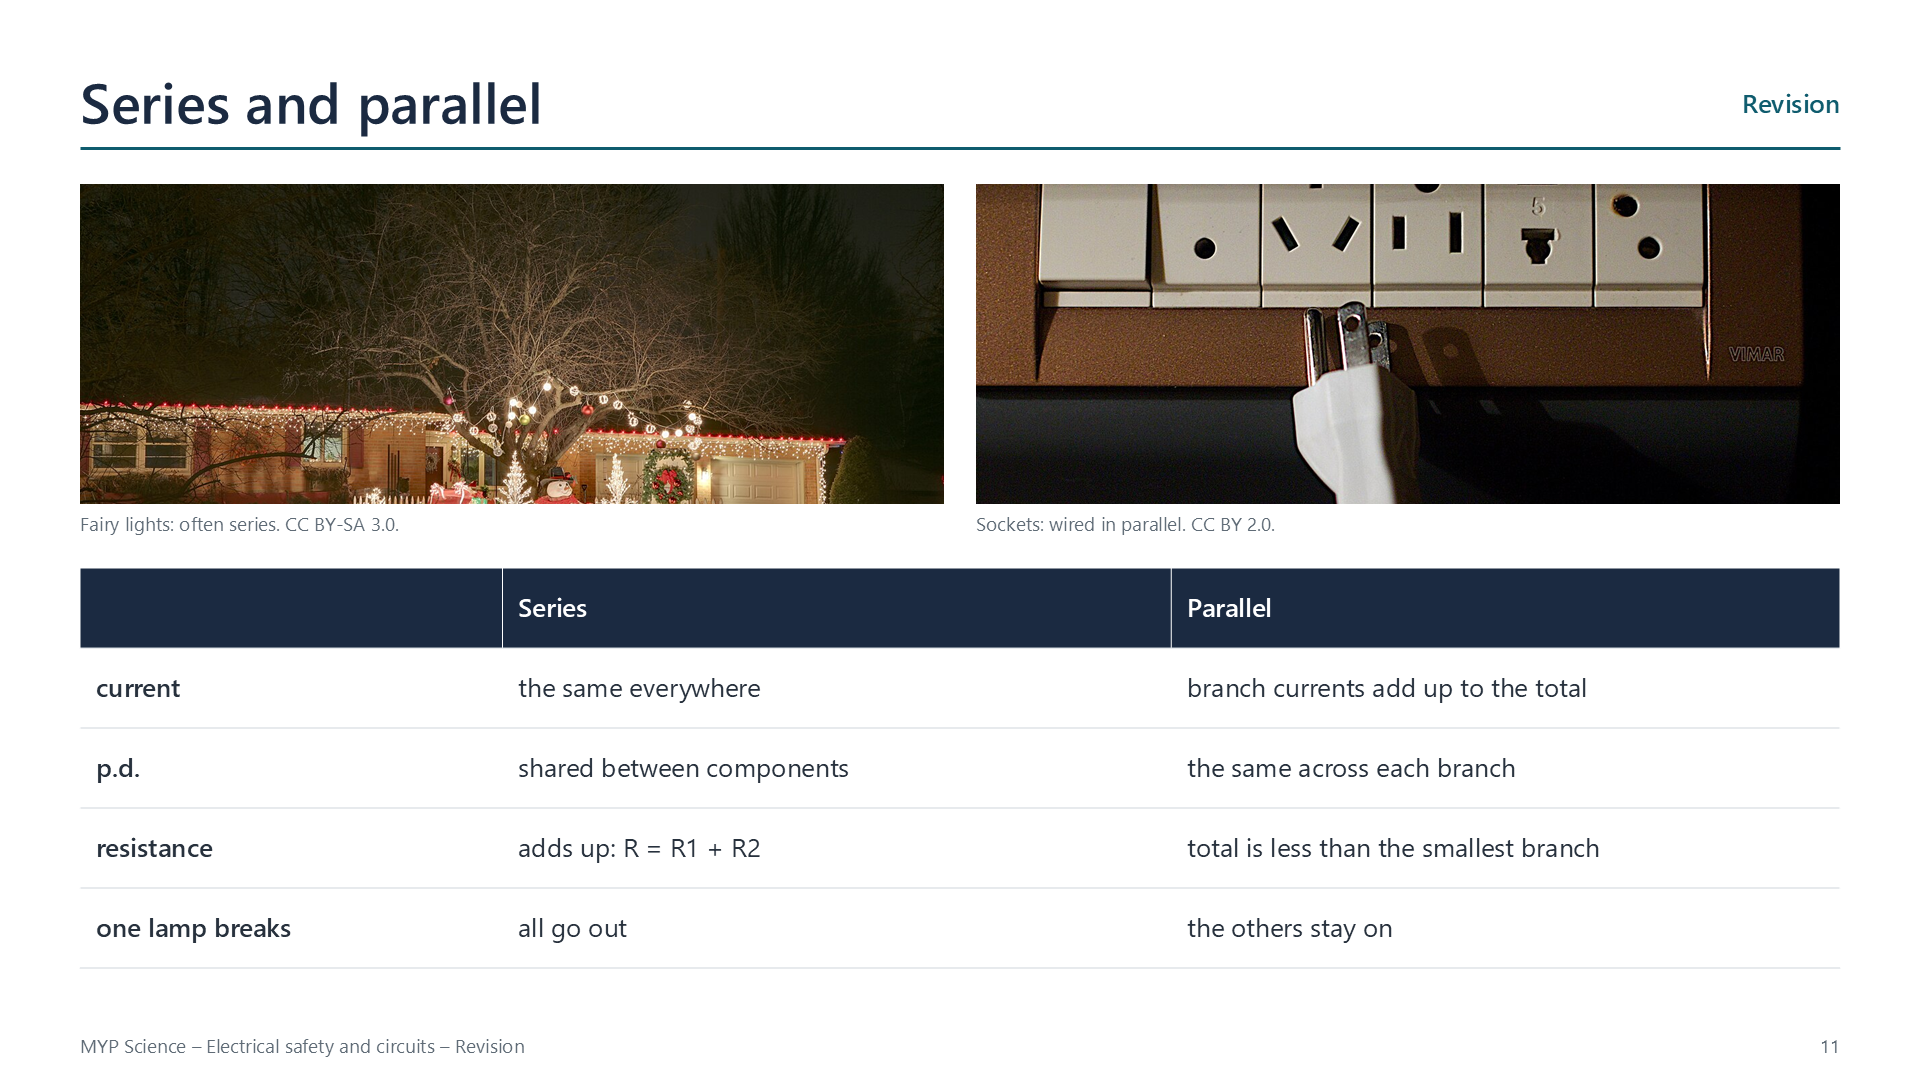 Series and parallel
Revision
5
VIMAR
Fairy lights: often series. CC BY-SA 3.0.
Sockets: wired in parallel. CC BY 2.0.
Series Parallel
current the same everywhere branch currents add up to the total
p.d. shared between components the same across each branch
resistance adds up: R = R1 + R2 total is less than the smallest branch
one lamp breaks all go out the others stay on
MYP Science – Electrical safety and circuits – Revision
11